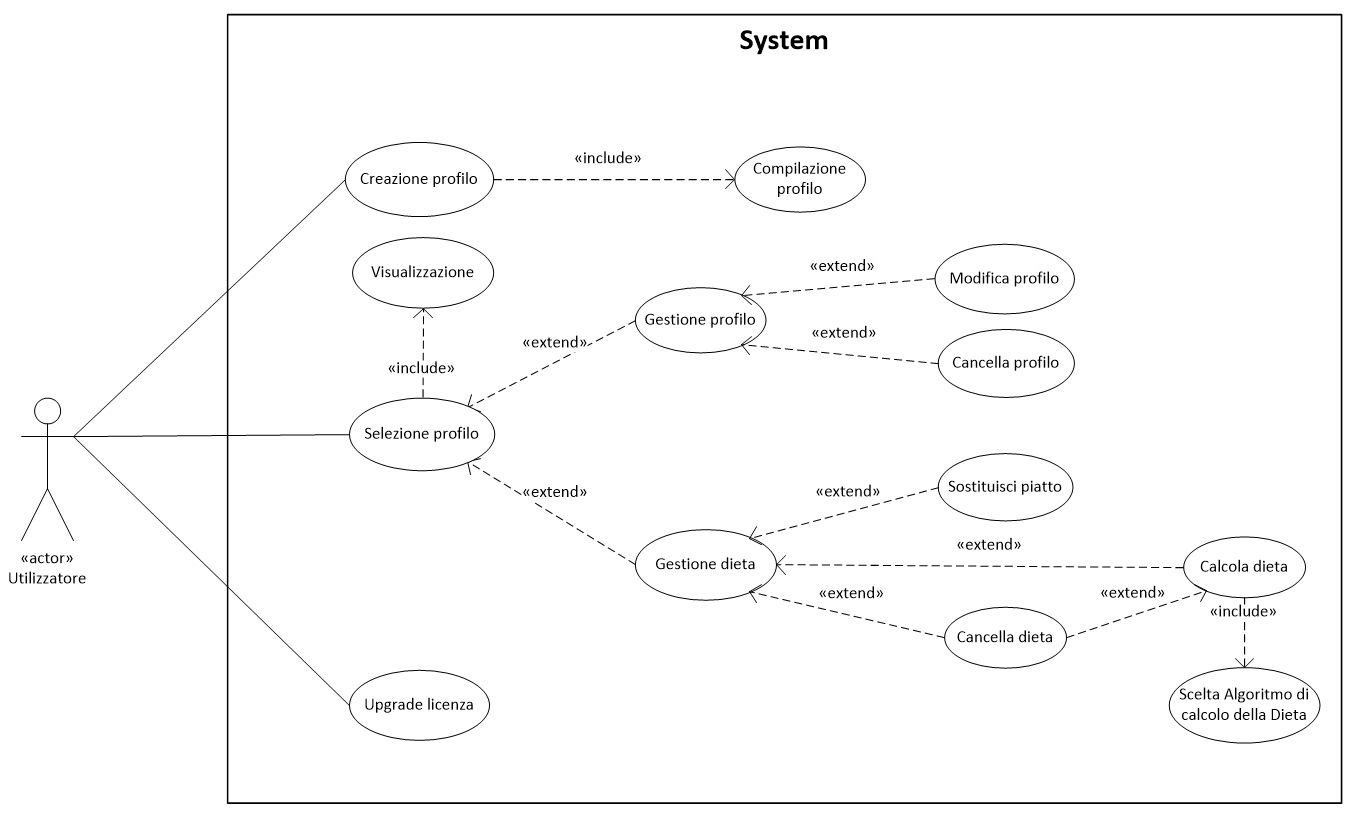 System
Creazione profilo
«include»
Compilazione
profilo
Visualizzazione
«include»
Selezione profilo
«extend»
Gestione profilo
«extend»
Modifica profilo
«extend»
Cancella profilo
«extend»
Gestione dieta
«extend»
Sostituisci piatto
«extend»
Calcola dieta
«extend»
Cancella dieta
«extend»
«include»
Scelta Algoritmo di
calcolo della Dieta
«actor»
Utilizzatore
Upgrade licenza